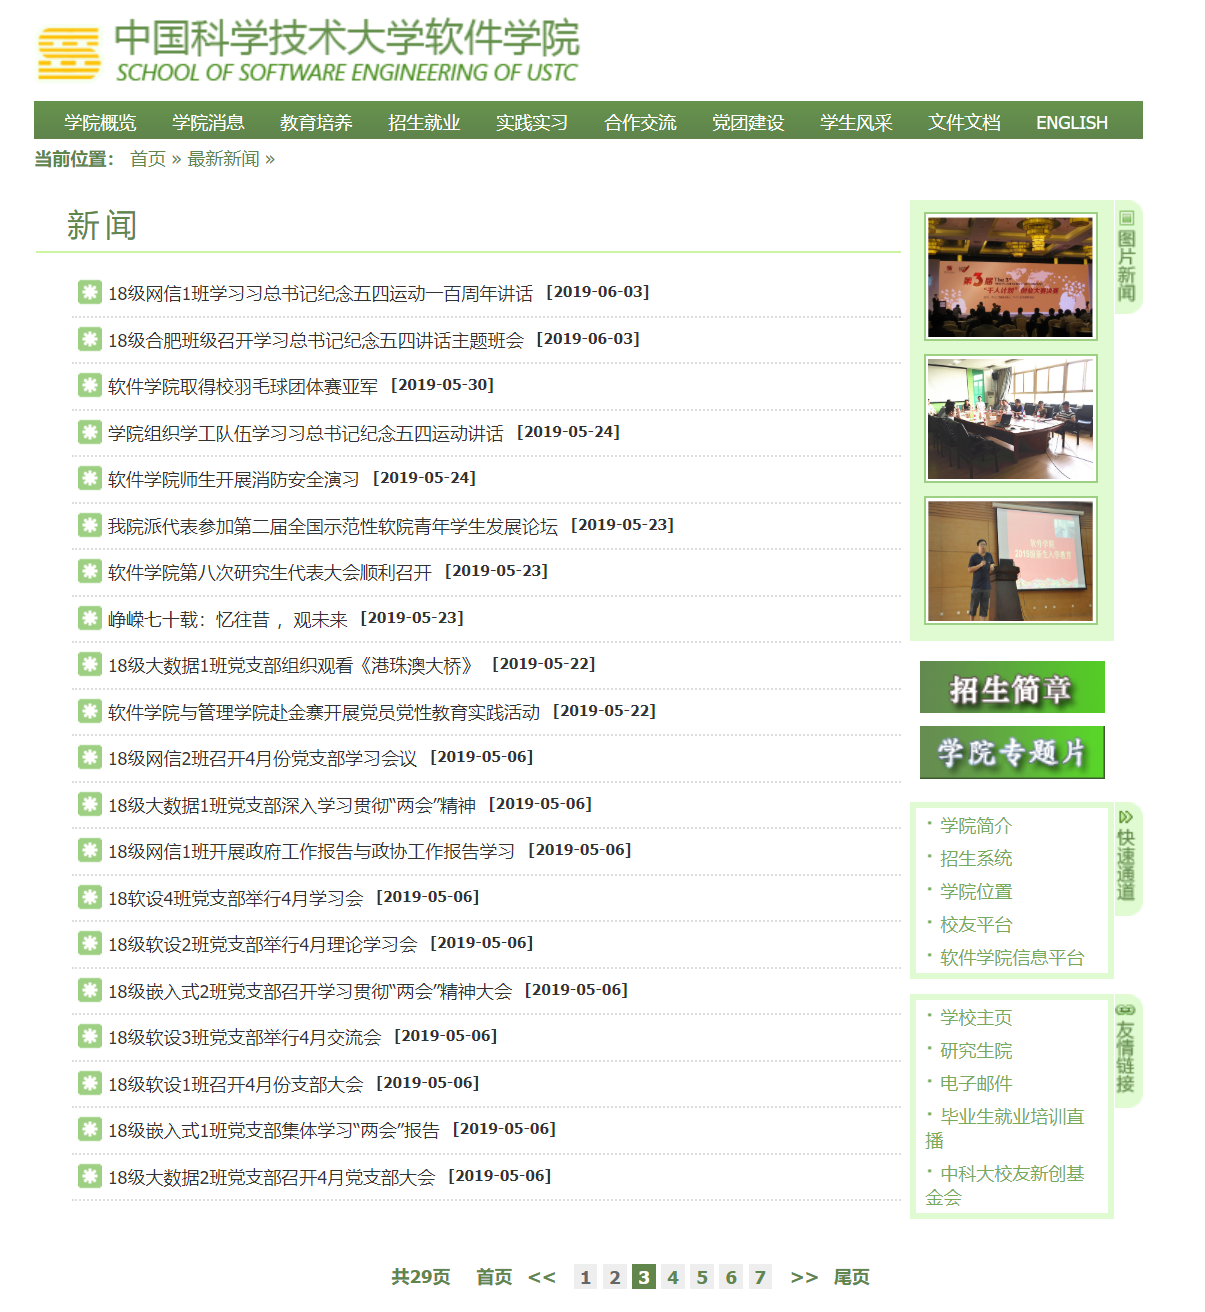 中国科学技术大学软件学院
SCHOOL OF SOFTWARE ENGINEERING OF USTC
学院概览 学院消息 教育培养 招生就业 实践实习 合作交流 党团建设 学生风采 文件文档 ENGLISH
当前位置： 首页 » 最新新闻 »
新闻
18级网信1班学习习总书记纪念五四运动一百周年讲话 [2019-06-03]
18级合肥班级召开学习总书记纪念五四讲话主题班会 [2019-06-03]
软件学院取得校羽毛球团体赛亚军 [2019-05-30]
学院组织学工队伍学习习总书记纪念五四运动讲话 [2019-05-24]
软件学院师生开展消防安全演习 [2019-05-24]
我院派代表参加第二届全国示范性软院青年学生发展论坛 [2019-05-23]
软件学院第八次研究生代表大会顺利召开 [2019-05-23]
峥嵘七十载：忆往昔 ，观未来 [2019-05-23]
18级大数据1班党支部组织观看《港珠澳大桥》 [2019-05-22]
软件学院与管理学院赴金寨开展党员党性教育实践活动 [2019-05-22]
18级网信2班召开4月份党支部学习会议 [2019-05-06]
18级大数据1班党支部深入学习贯彻“两会”精神 [2019-05-06]
18级网信1班开展政府工作报告与政协工作报告学习 [2019-05-06]
18软设4班党支部举行4月学习会 [2019-05-06]
18级软设2班党支部举行4月理论学习会 [2019-05-06]
18级嵌入式2班党支部召开学习贯彻“两会”精神大会 [2019-05-06]
18级软设3班党支部举行4月交流会 [2019-05-06]
18级软设1班召开4月份支部大会 [2019-05-06]
18级嵌入式1班党支部集体学习“两会”报告 [2019-05-06]
18级大数据2班党支部召开4月党支部大会 [2019-05-06]
共29页 首页 << 1 2 3 4 5 6 7 >> 尾页
图片新闻
第3届
“千人计划”创业大赛决赛
软件学院
招生简章
学院专题片
快速通道
学院简介
招生系统
学院位置
校友平台
软件学院信息平台
友情链接
学校主页
研究生院
电子邮件
毕业生就业培训直
播
中科大校友新创基
金会